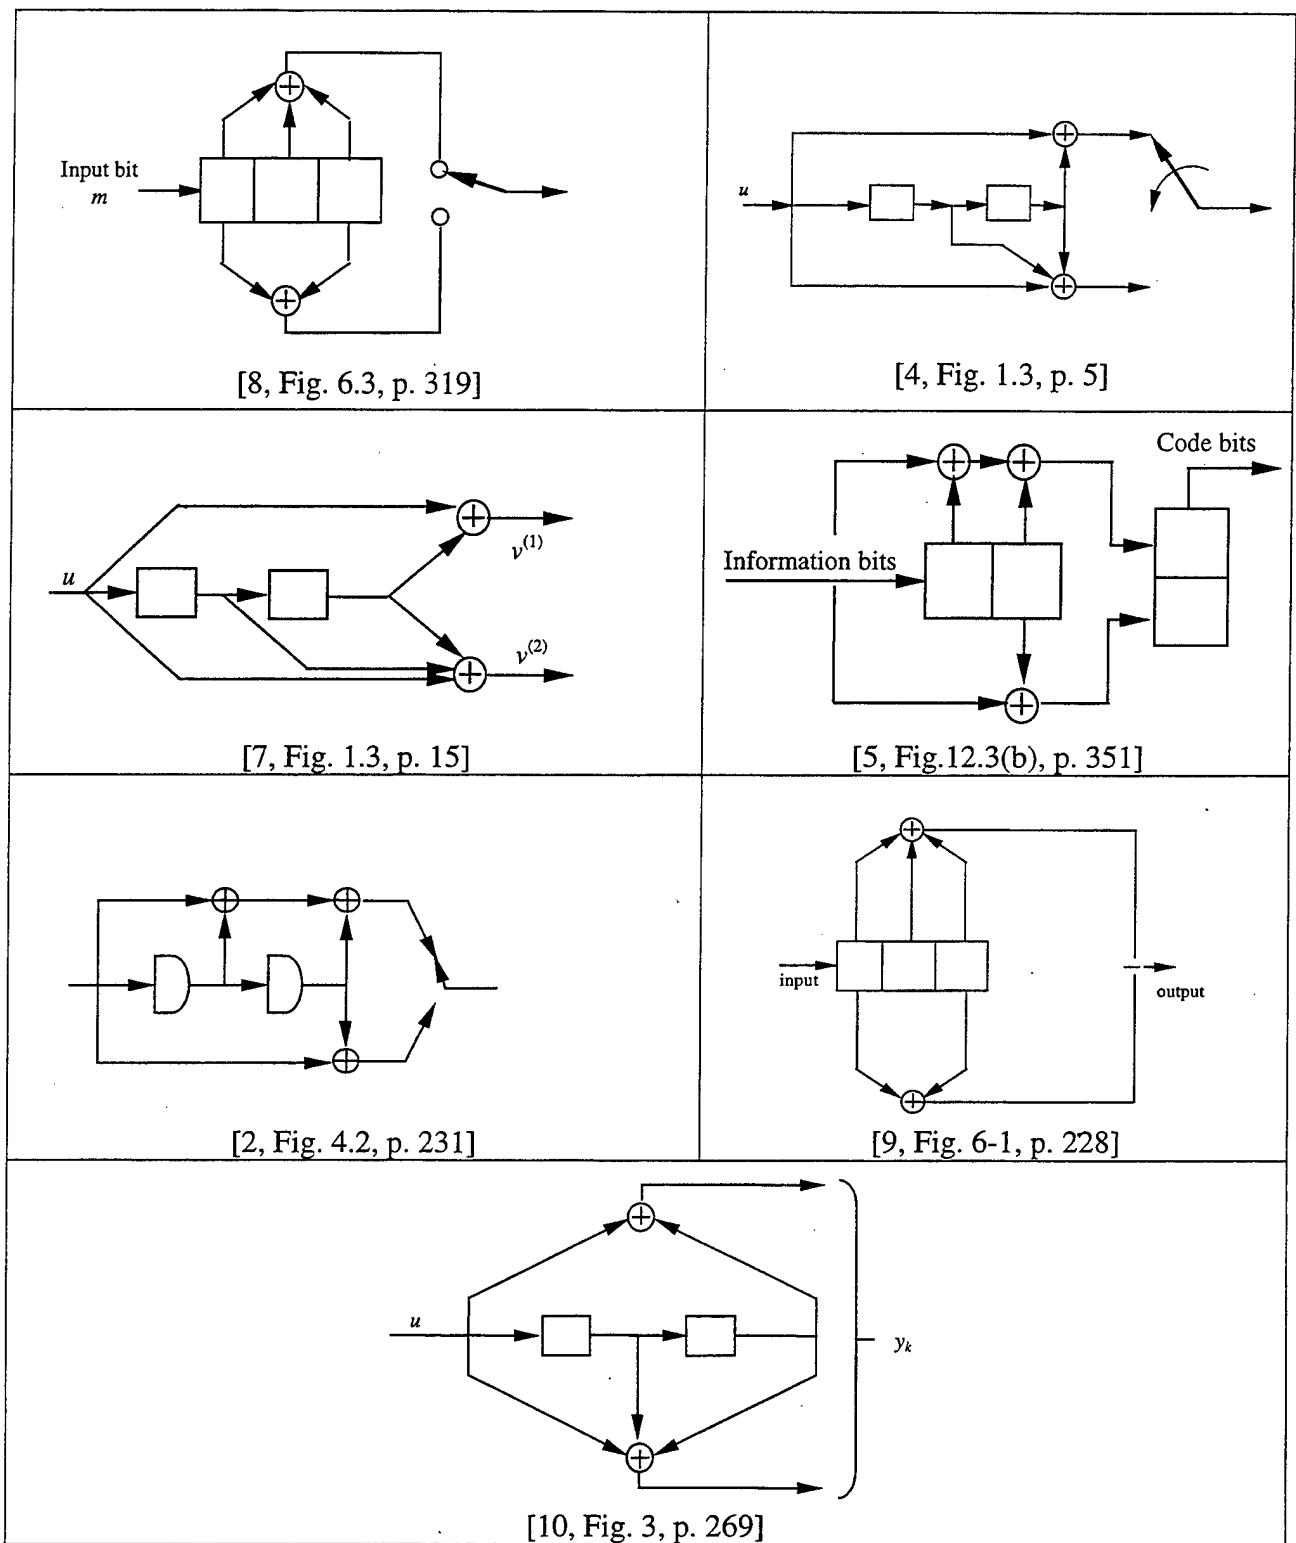 Input bit
m
[8, Fig. 6.3, p. 319]
u
[4, Fig. 1.3, p. 5]
u
v(1)
v(2)
[7, Fig. 1.3, p. 15]
Code bits
Information bits
[5, Fig.12.3(b), p. 351]
[2, Fig. 4.2, p. 231]
input
output
[9, Fig. 6-1, p. 228]
u
yk
[10, Fig. 3, p. 269]